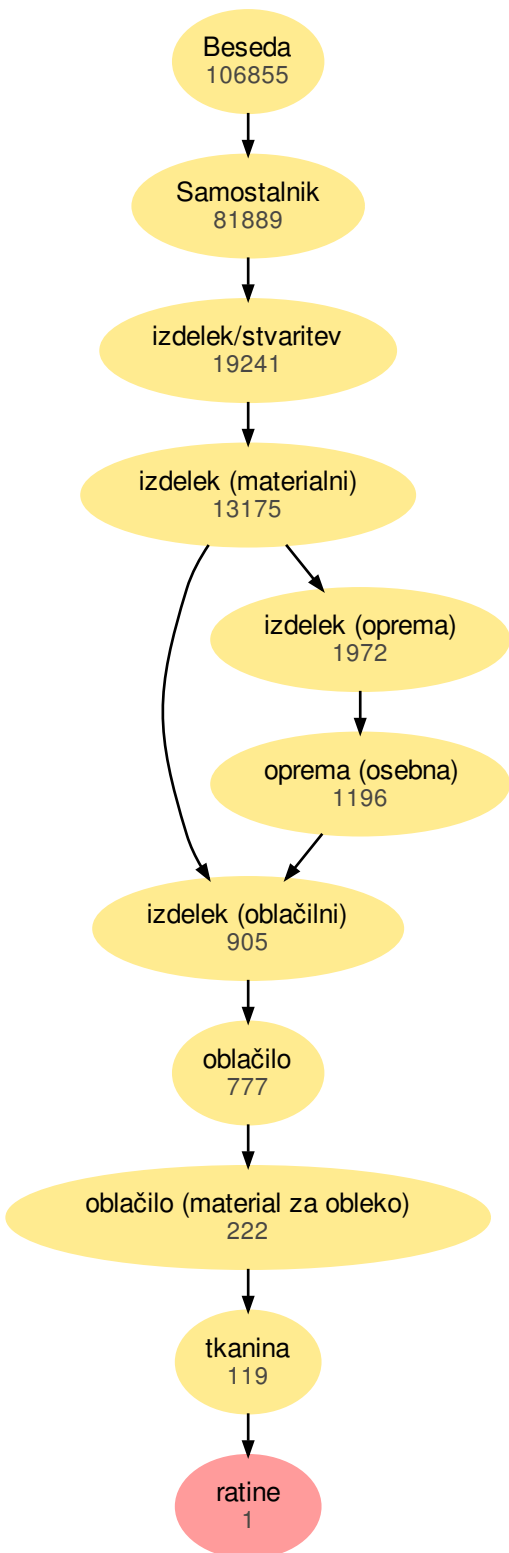 Beseda
106855
Samostalnik
81889
izdelek/stvaritev
19241
izdelek (materialni)
13175
izdelek (oprema)
1972
oprema (osebna)
1196
izdelek (oblačilni)
905
oblačilo
777
oblačilo (material za obleko)
222
tkanina
119
ratine
1